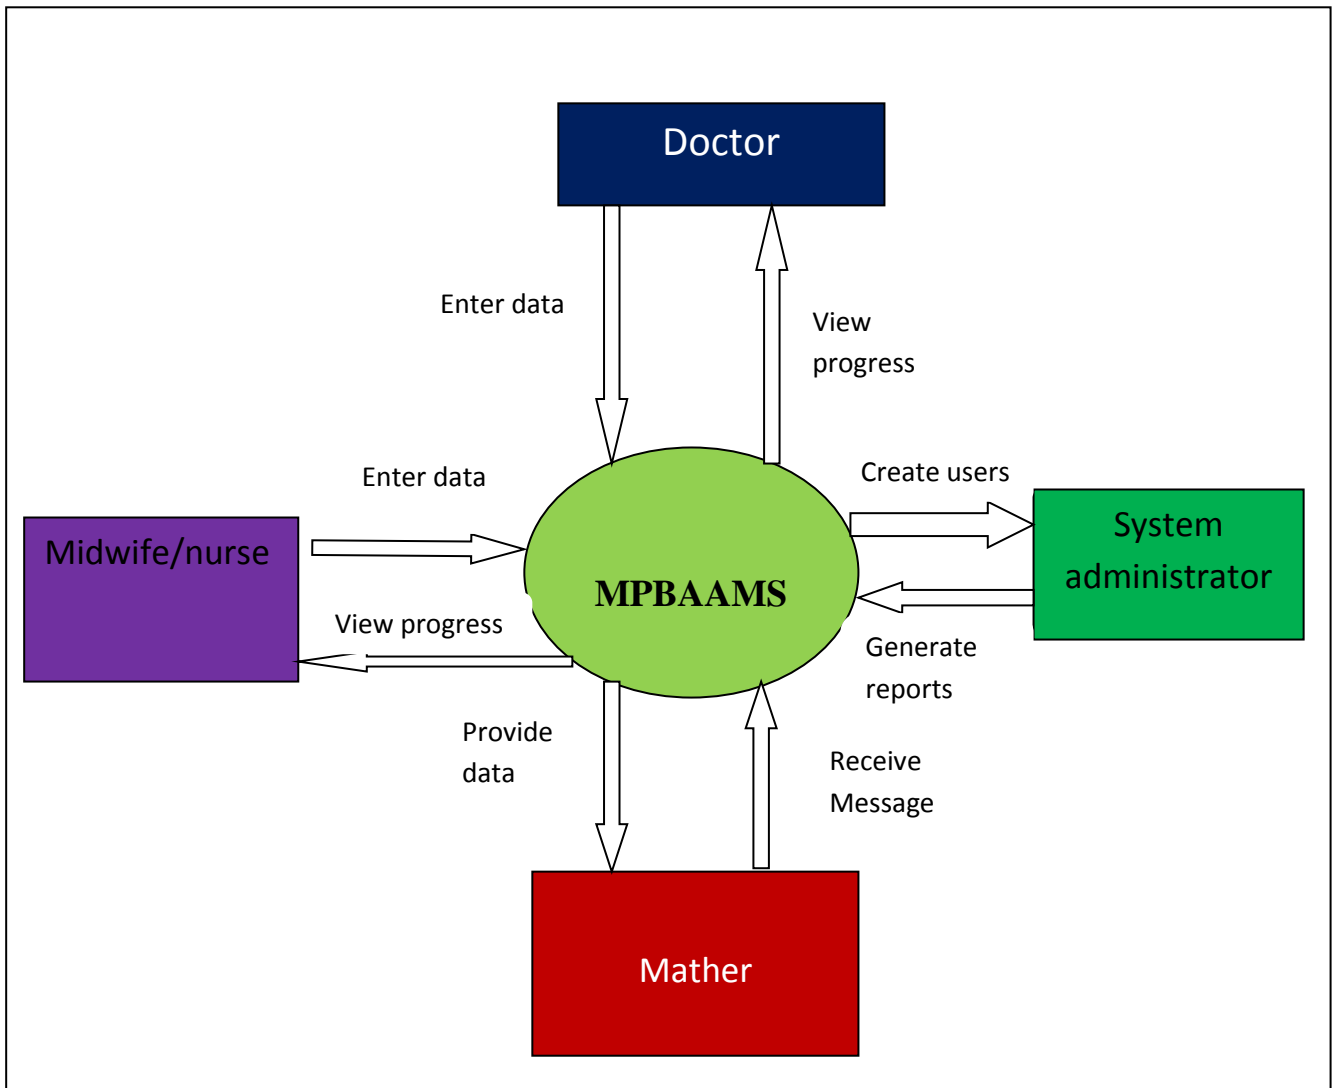 Doctor
Enter data
View
progress
Enter data
Create users
Midwife/nurse
System
administrator
MPBAAMS
View progress
Generate
reports
Provide
data
Receive
Message
Mather